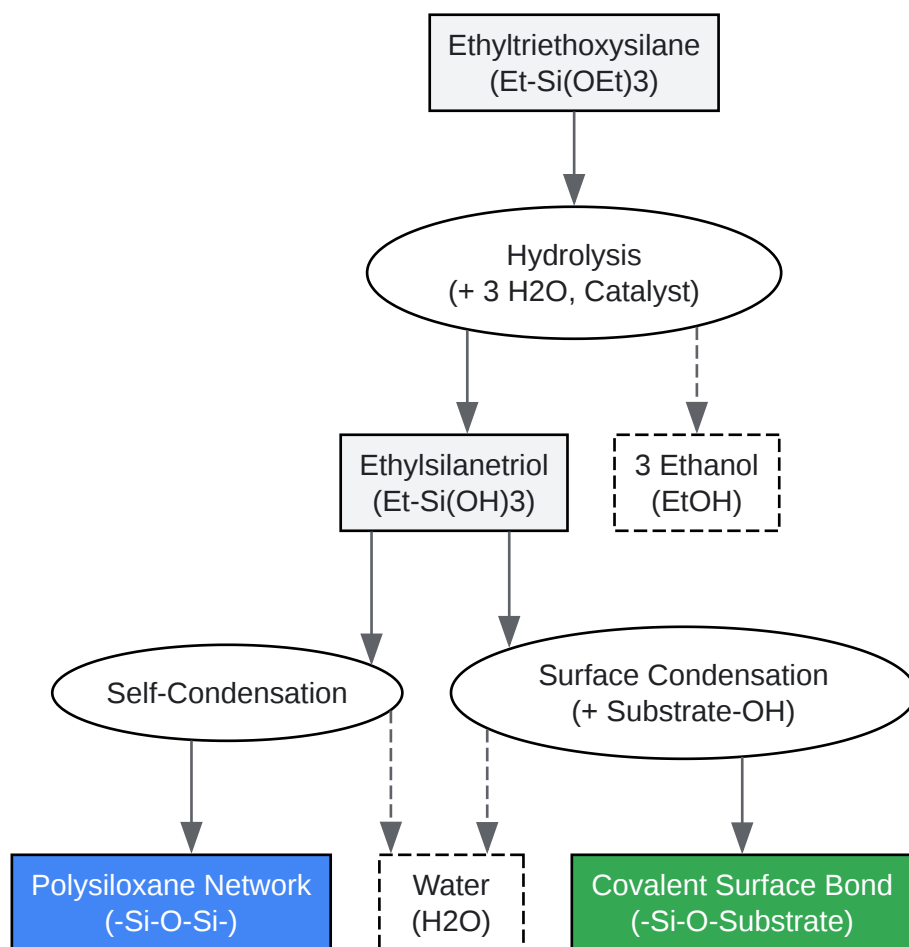 Ethyltriethoxysilane
(Et-Si(OEt)3)
Hydrolysis
(+ 3 H2O, Catalyst)
Ethylsilanetriol
(Et-Si(OH)3)
3 Ethanol
(EtOH)
Self-Condensation
Surface Condensation
(+ Substrate-OH)
Polysiloxane Network
(-Si-O-Si-)
Water
(H2O)
Covalent Surface Bond
(-Si-O-Substrate)